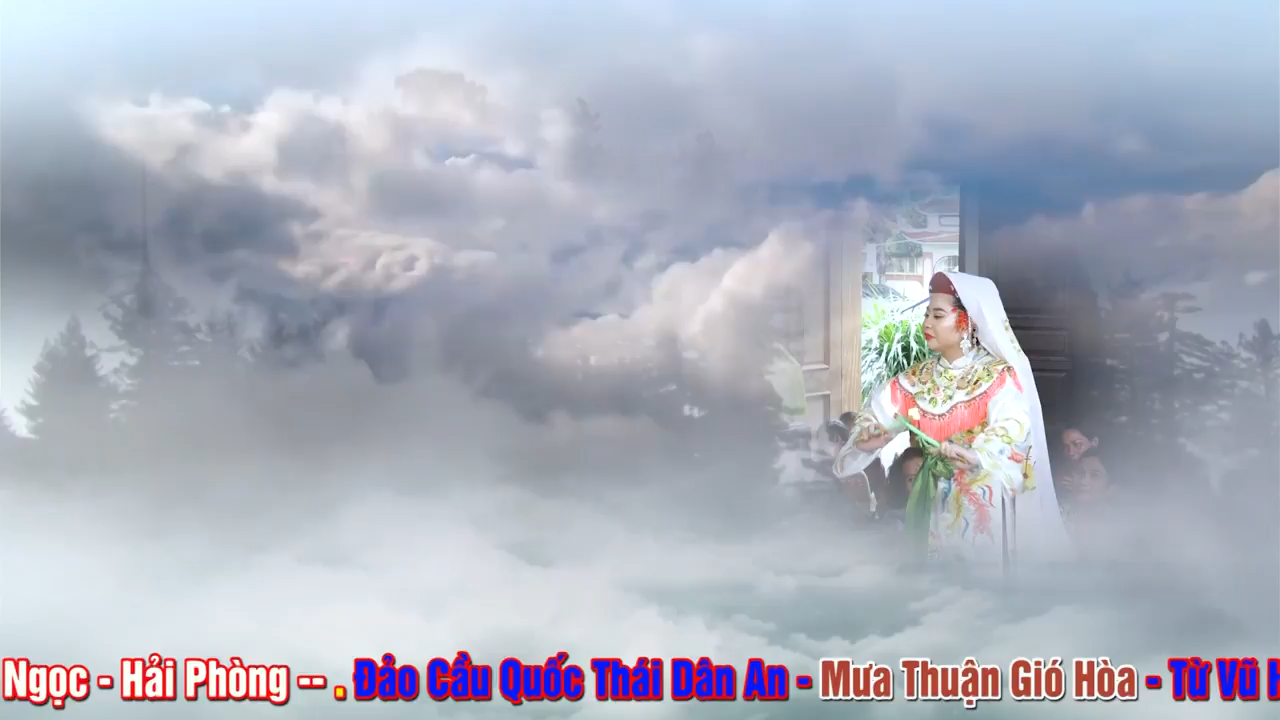 Ngọc - Hải Phòng -- . Đảo Cầu Quốc Thái Dân An - Mưa Thuận Gió Hòa - Từ Vũ